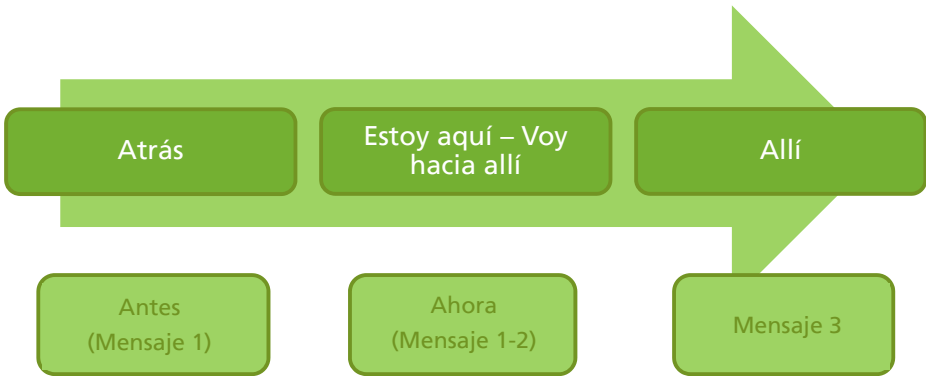 Atrás
Estoy aquí – Voy
hacia allí
Allí
Antes
(Mensaje 1)
Ahora
(Mensaje 1-2)
Mensaje 3